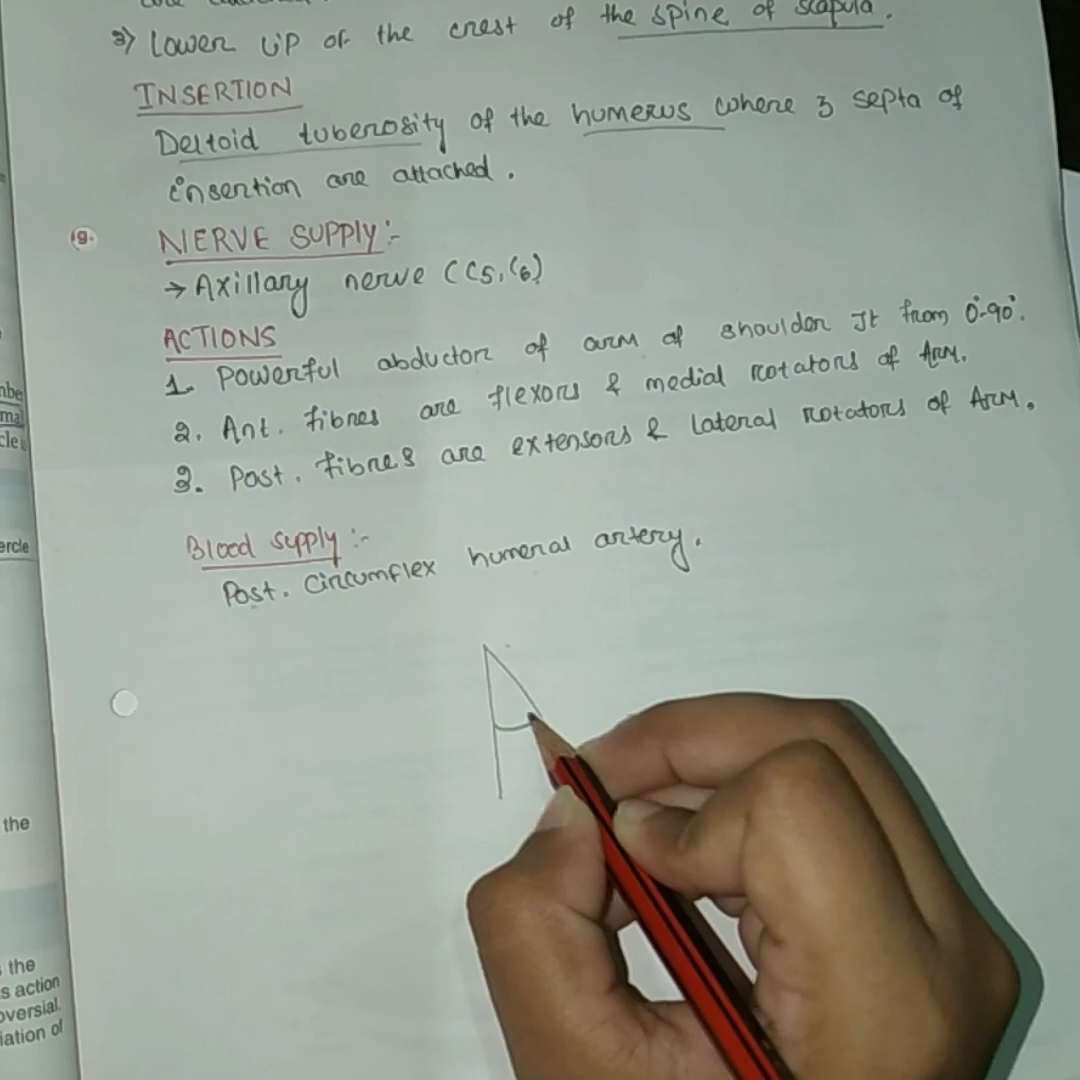 3) Lower lip of the crest of the spine of scapula.
INSERTION
Deltoid tuberosity of the humerus where 3 septa of
insertion are attached.
19.
NERVE SUPPLY:-
→ Axillary nerve (C5, C6)
ACTIONS
1. Powerful abductor of arm of shoulder Jt from 0°-90°.
2. Ant. fibres are flexors & medial rotators of Arm.
3. Post. fibres are extensors & lateral rotators of Arm.
Blood supply:-
Post. Circumflex humeral artery.
A
cle
ercle
the
the
s action
oversial.
iation of